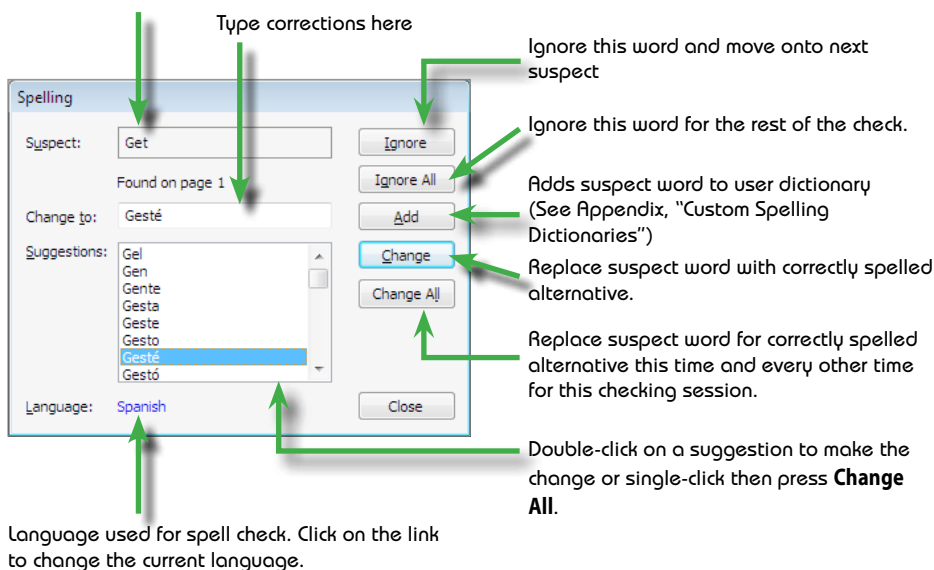 Type corrections here
Ignore this word and move onto next
suspect
Spelling
Suspect:
Get
Ignore
Ignore this word for the rest of the check.
Found on page 1
Ignore All
Adds suspect word to user dictionary
(See Appendix, “Custom Spelling
Dictionaries”)
Change to:
Gesté
Add
Suggestions:
Gel
Gen
Gente
Gesta
Geste
Gesto
Gesté
Gestó
Change
Replace suspect word with correctly spelled
alternative.
Change All
Replace suspect word for correctly spelled
alternative this time and every other time
for this checking session.
Language:
Spanish
Close
Double-click on a suggestion to make the
change or single-click then press Change
All.
Language used for spell check. Click on the link
to change the current language.